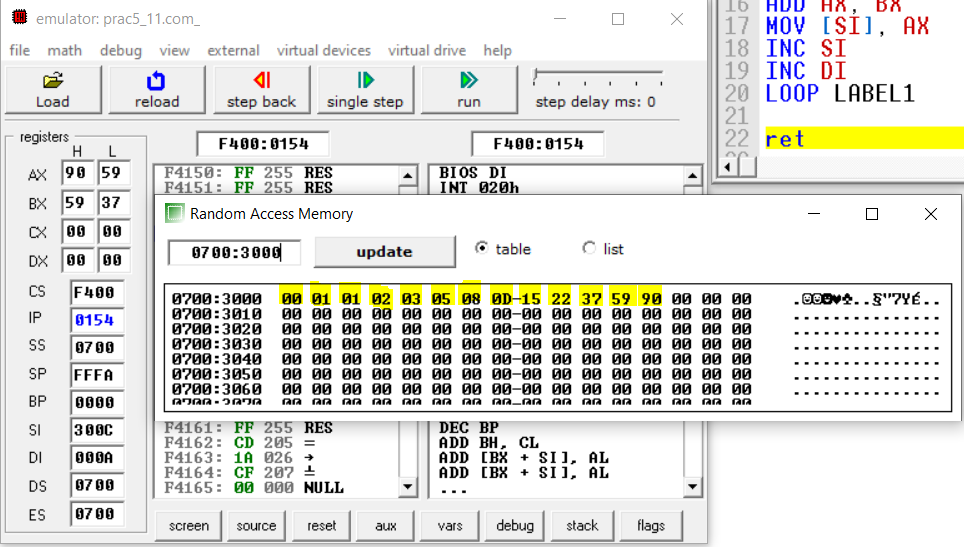 emulator: prac5_11.com_
file math debug view external virtual devices virtual drive help
Load reload step back single step run step delay ms: 0
registers
H L
AX 90 59
BX 59 37
CX 00 00
DX 00 00
CS F400
IP 0154
SS 0700
SP FFFA
BP 0000
SI 300C
DI 000A
DS 0700
ES 0700
F400:0154 F400:0154
F4150: FF 255 RES
F4151: FF 255 RES
BIOS DI
INT 020h
Random Access Memory
0700:3000 update table list
0700:3000 00 01 01 02 03 05 08 0D-15 22 37 59 90 00 00 00 .☺☺☻♥♣..§"7YÉ...
0700:3010 00 00 00 00 00 00 00 00-00 00 00 00 00 00 00 00 ................
0700:3020 00 00 00 00 00 00 00 00-00 00 00 00 00 00 00 00 ................
0700:3030 00 00 00 00 00 00 00 00-00 00 00 00 00 00 00 00 ................
0700:3040 00 00 00 00 00 00 00 00-00 00 00 00 00 00 00 00 ................
0700:3050 00 00 00 00 00 00 00 00-00 00 00 00 00 00 00 00 ................
0700:3060 00 00 00 00 00 00 00 00-00 00 00 00 00 00 00 00 ................
F4161: FF 255 RES
F4162: CD 205 =
F4163: 1A 026 →
F4164: CF 207 ╧
F4165: 00 000 NULL
DEC BP
ADD BH, CL
ADD [BX + SI], AL
ADD [BX + SI], AL
...
screen source reset aux vars debug stack flags
16 ADD AX, BX
17 MOV [SI], AX
18 INC SI
19 INC DI
20 LOOP LABEL1
21
22 ret